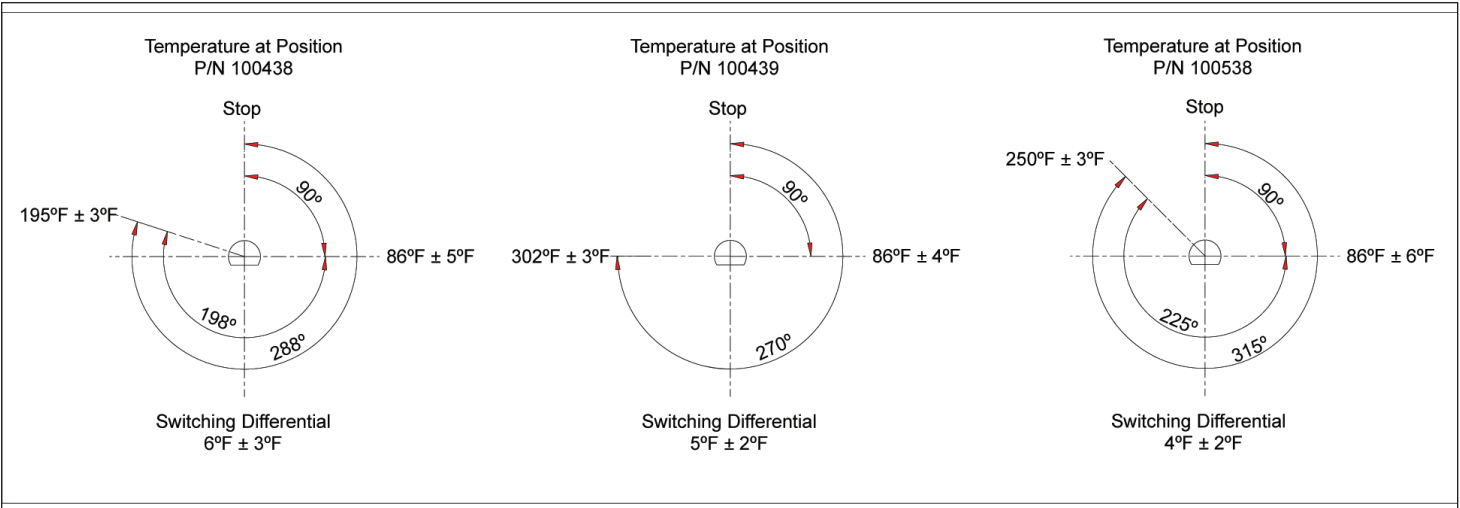 Temperature at Position
P/N 100438
Stop
90º
195ºF ± 3ºF
86ºF ± 5ºF
198º
288º
Switching Differential
6ºF ± 3ºF
Temperature at Position
P/N 100439
Stop
90º
302ºF ± 3ºF
86ºF ± 4ºF
270º
Switching Differential
5ºF ± 2ºF
Temperature at Position
P/N 100538
Stop
250ºF ± 3ºF
90º
86ºF ± 6ºF
225º
315º
Switching Differential
4ºF ± 2ºF